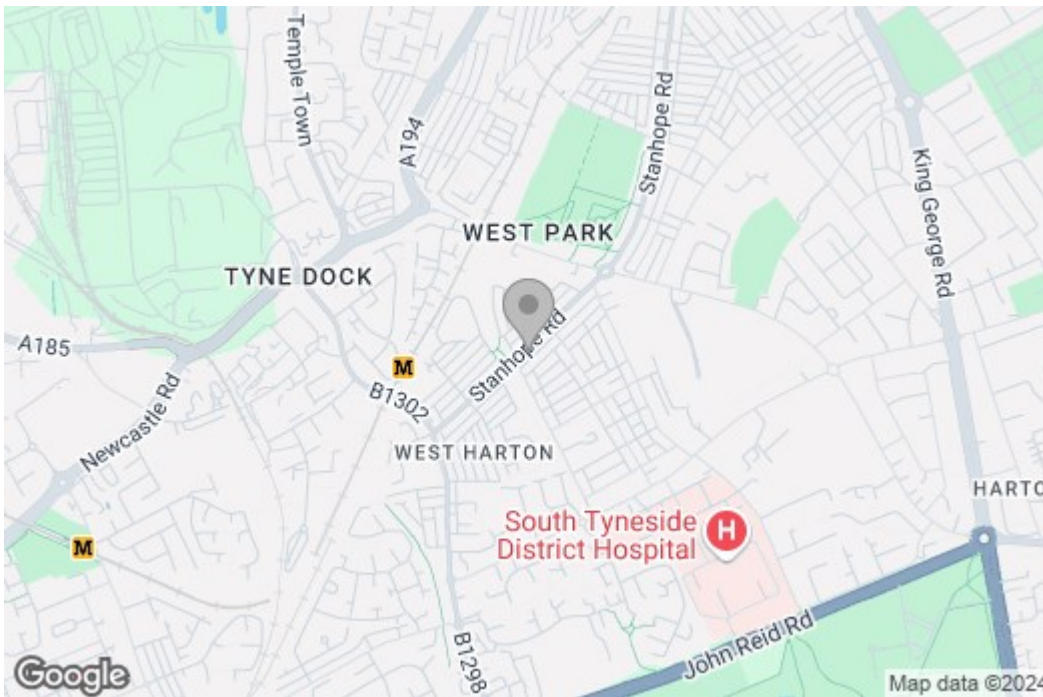 Temple Town
A194
Stanhope Rd
WEST PARK
King George Rd
TYNE DOCK
A185
M
Stanhope Rd
B1302
Newcastle Rd
WEST HARTON
HARTO
South Tyneside
District Hospital
H
M
B1298
John Reid Rd
Google
Map data ©2024